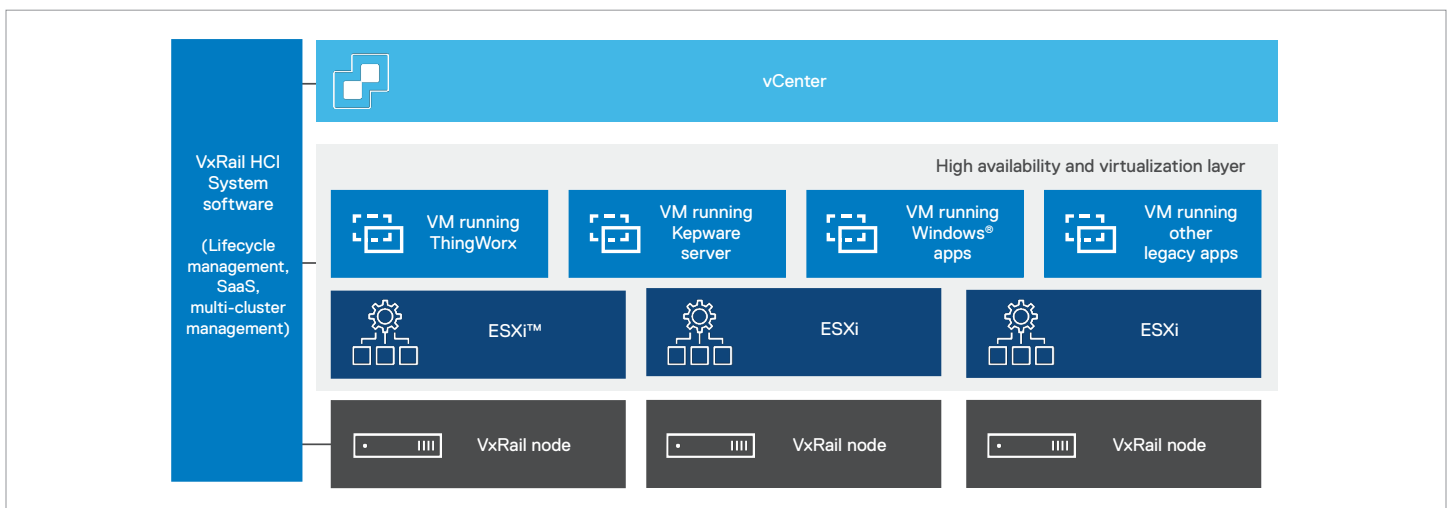 vCenter
VxRail HCI
System
software
(Lifecycle
management,
SaaS,
multi-cluster
management)
High availability and virtualization layer
VM running
ThingWorx
VM running
Kepware
server
VM running
Windows®
apps
VM running
other
legacy apps
ESXi™
ESXi
ESXi
VxRail node
VxRail node
VxRail node